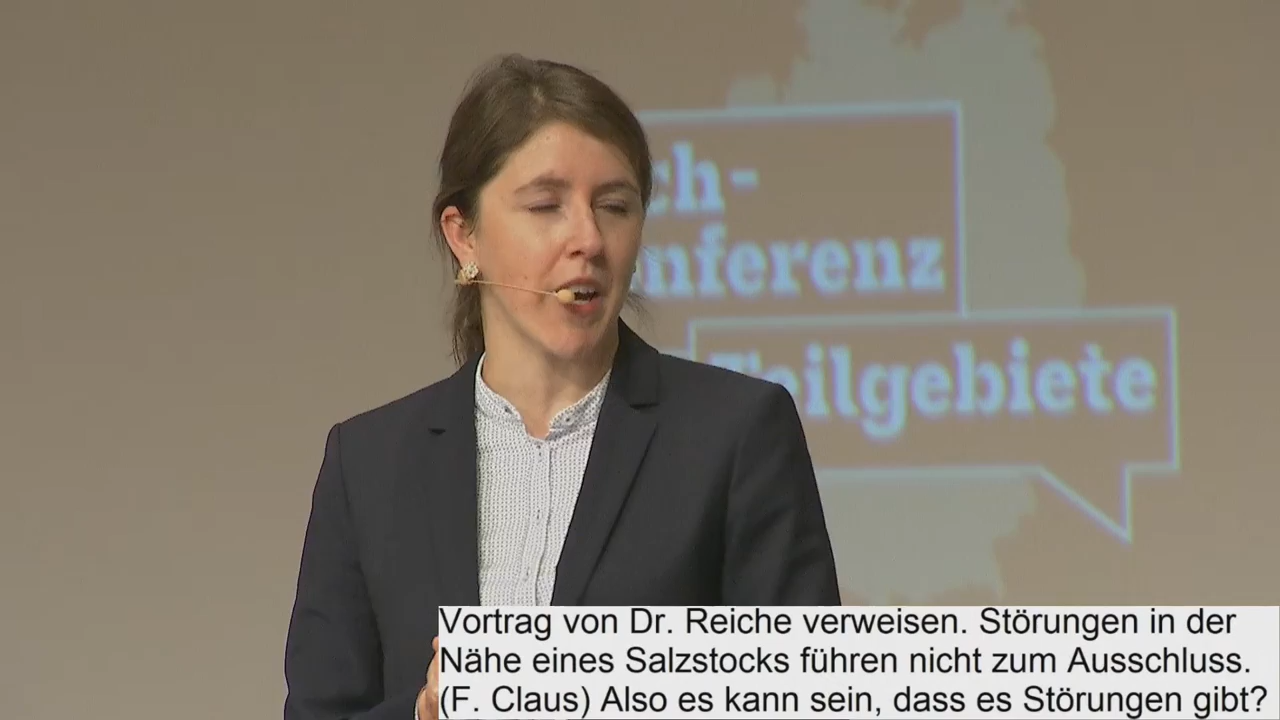 ch-
nferenz
Teilgebiete
Vortrag von Dr. Reiche verweisen. Störungen in der
Nähe eines Salzstocks führen nicht zum Ausschluss.
(F. Claus) Also es kann sein, dass es Störungen gibt?